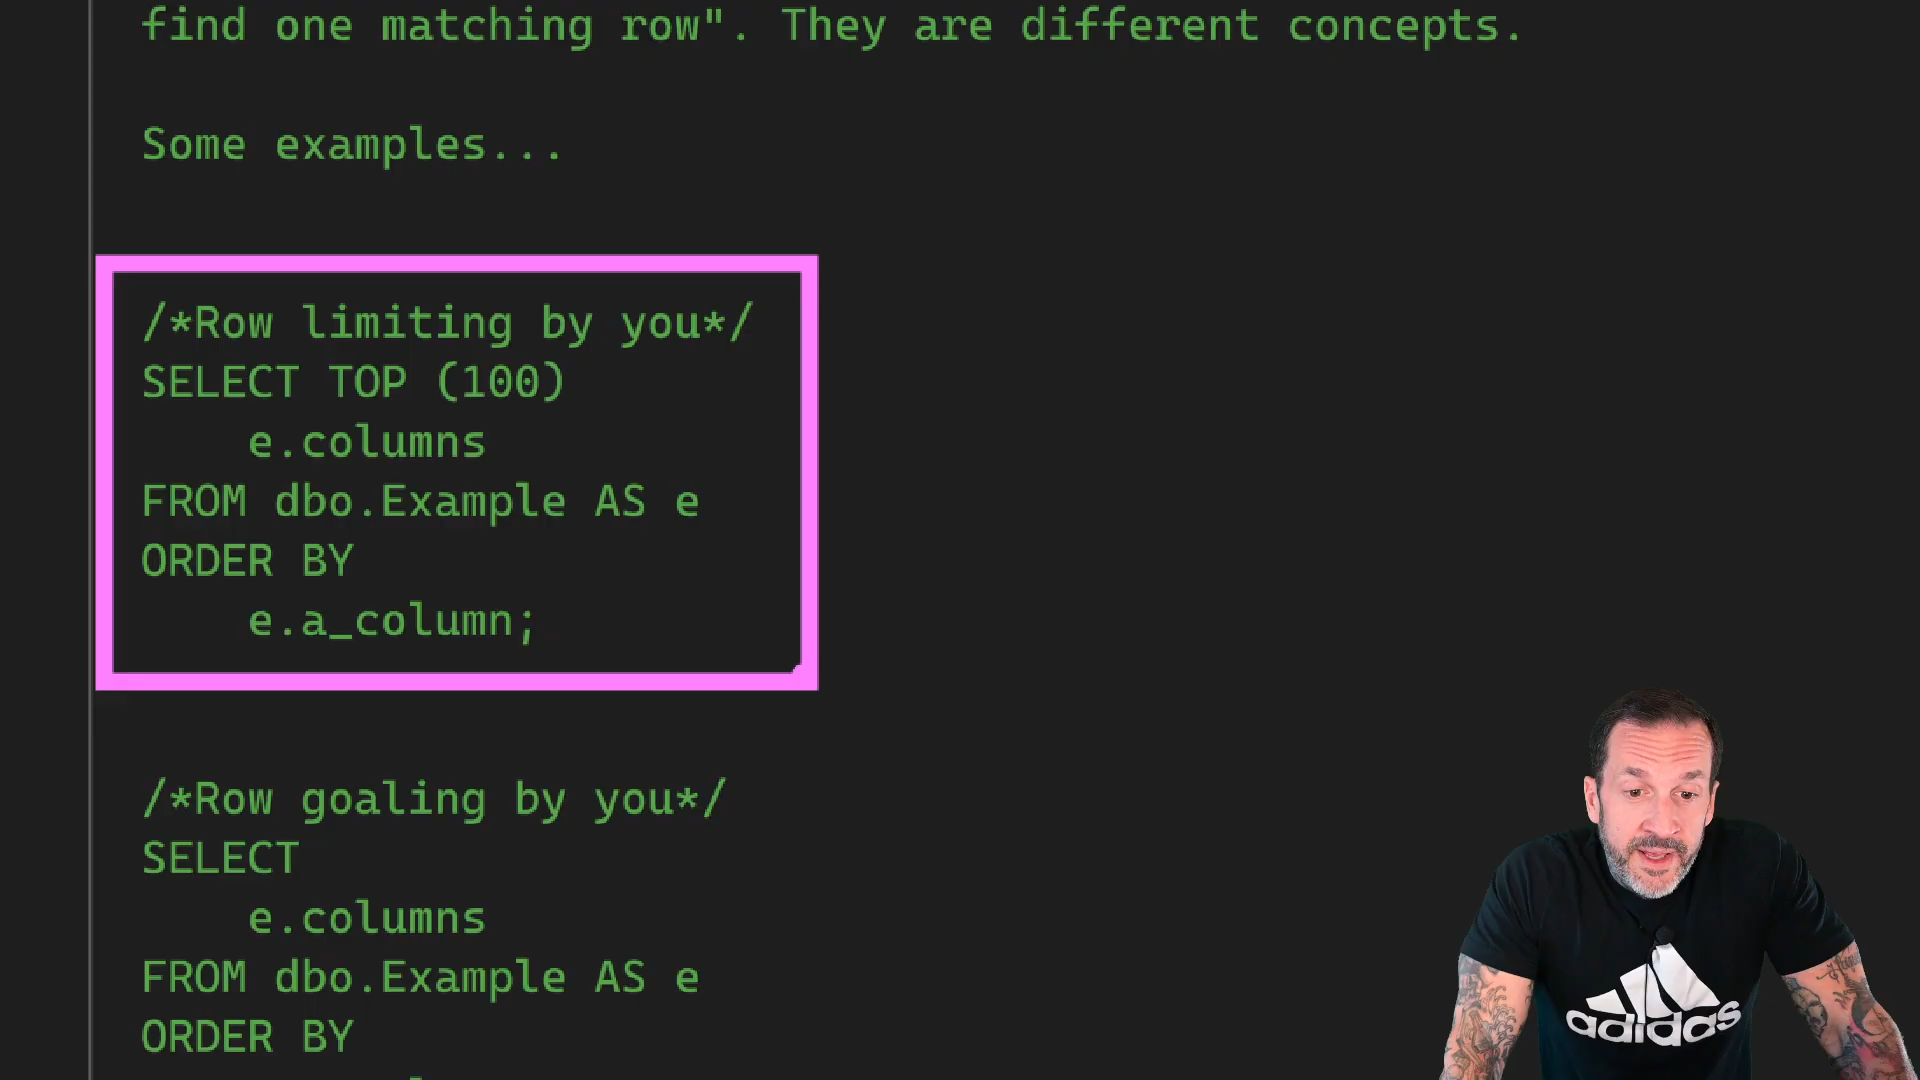 find one matching row". They are different concepts.
Some examples...
/*Row limiting by you*/
SELECT TOP (100)
e.columns
FROM dbo.Example AS e
ORDER BY
e.a_column;
/*Row goaling by you*/
SELECT
e.columns
FROM dbo.Example AS e
ORDER BY
adidas